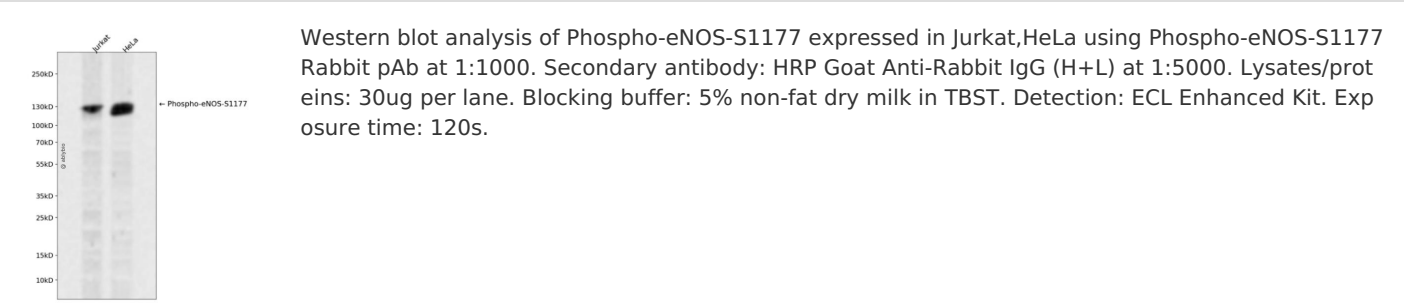 Jurkat
HeLa
250kD
130kD
100kD
70kD
55kD
35kD
25kD
15kD
10kD
← Phospho-eNOS-S1177
Western blot analysis of Phospho-eNOS-S1177 expressed in Jurkat,HeLa using Phospho-eNOS-S1177
Rabbit pAb at 1:1000. Secondary antibody: HRP Goat Anti-Rabbit IgG (H+L) at 1:5000. Lysates/prot
eins: 30ug per lane. Blocking buffer: 5% non-fat dry milk in TBST. Detection: ECL Enhanced Kit. Exp
osure time: 120s.